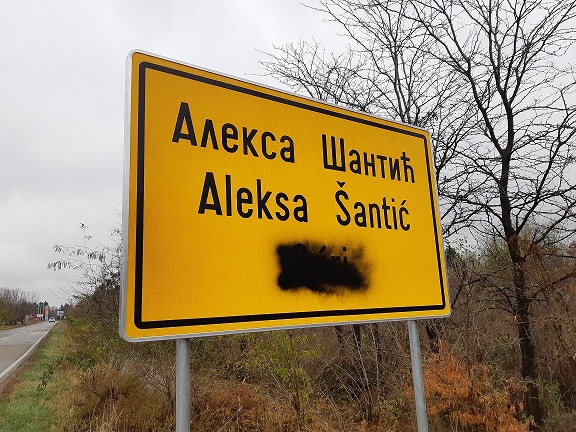 Алекса Шантић
Aleksa Šantić